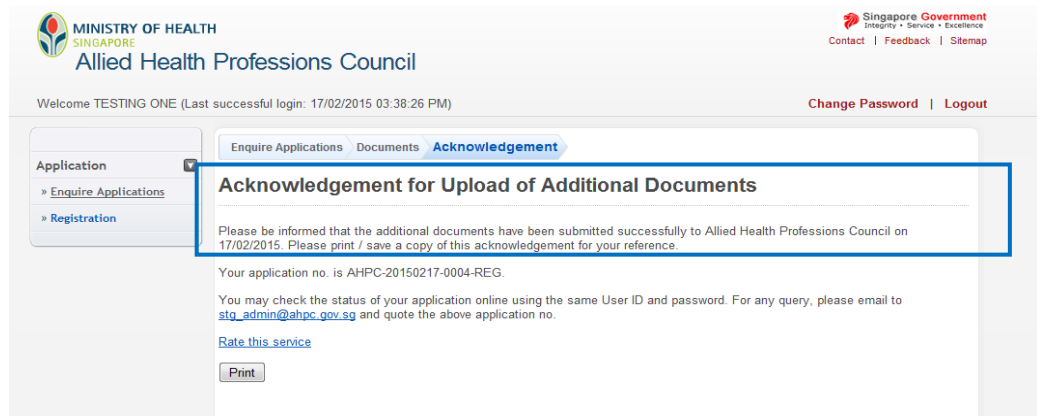 MINISTRY OF HEALTH
SINGAPORE
Allied Health Professions Council
Singapore Government
Integrity • Service • Excellence
Contact | Feedback | Sitemap
Welcome TESTING ONE (Last successful login: 17/02/2015 03:38:26 PM)
Change Password | Logout
Application
» Enquire Applications
» Registration
Enquire Applications Documents Acknowledgement
Acknowledgement for Upload of Additional Documents
Please be informed that the additional documents have been submitted successfully to Allied Health Professions Council on
17/02/2015. Please print / save a copy of this acknowledgement for your reference.
Your application no. is AHPC-20150217-0004-REG.
You may check the status of your application online using the same User ID and password. For any query, please email to
stg_admin@ahpc.gov.sg and quote the above application no.
Rate this service
Print